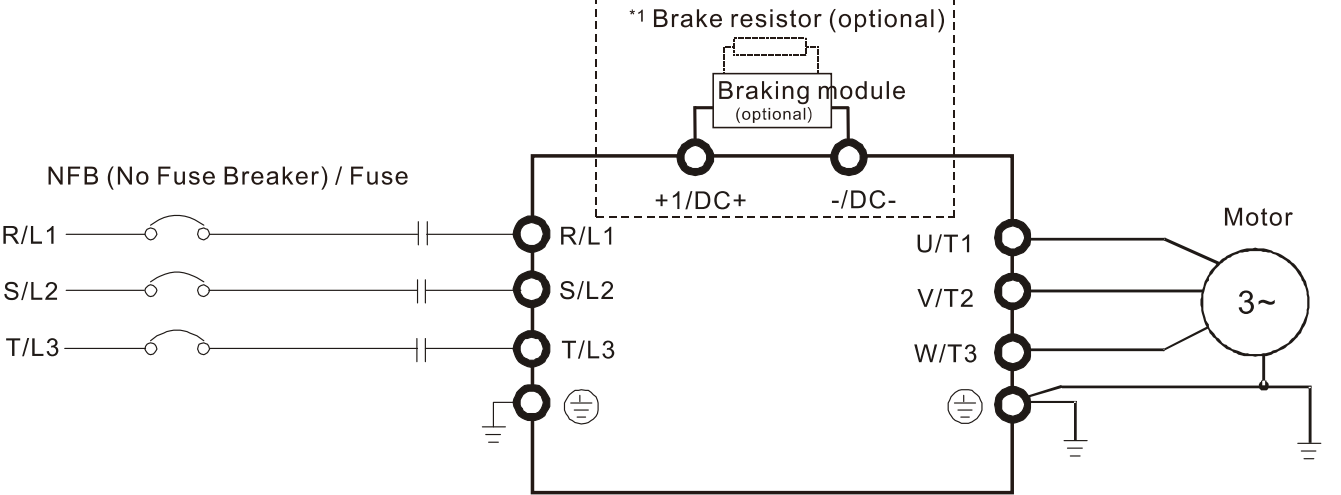 *1 Brake resistor (optional)
Braking module
(optional)
+1/DC+
-/DC-
NFB (No Fuse Breaker) / Fuse
R/L1
R/L1
S/L2
S/L2
T/L3
T/L3
U/T1
V/T2
W/T3
Motor
3~